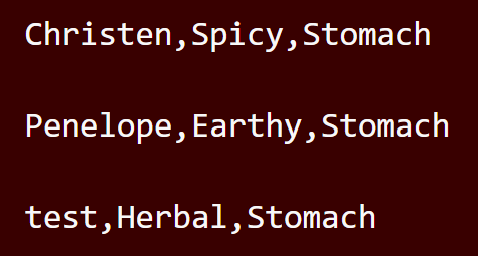 Christen,Spicy,Stomach
Penelope,Earthy,Stomach
test,Herbal,Stomach